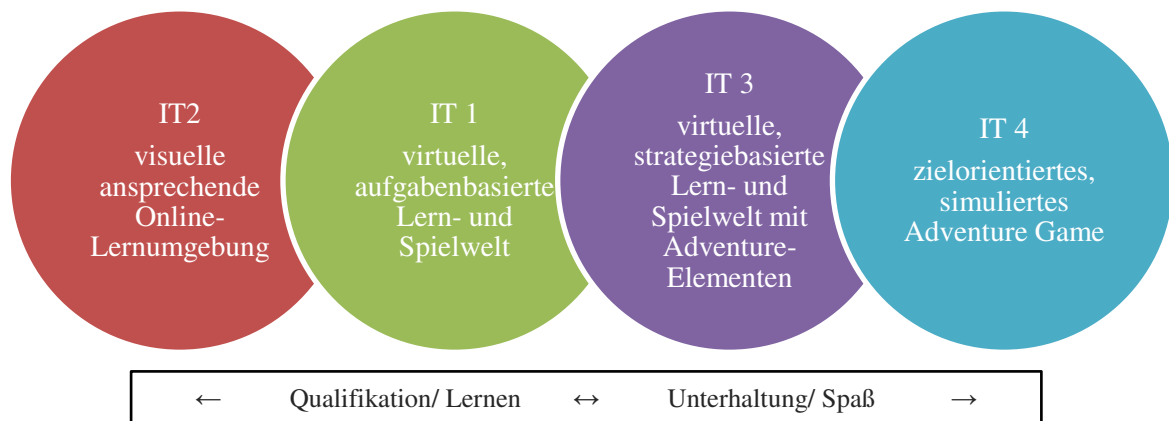 IT2
visuelle
ansprechende
Online-
Lernumgebung
IT 1
virtuelle,
aufgabenbasierte
Lern- und
Spielwelt
IT 3
virtuelle,
strategiebasierte
Lern- und
Spielwelt mit
Adventure-
Elementen
IT 4
zielorientiertes,
simuliertes
Adventure Game
← Qualifikation/ Lernen ↔ Unterhaltung/ Spaß →